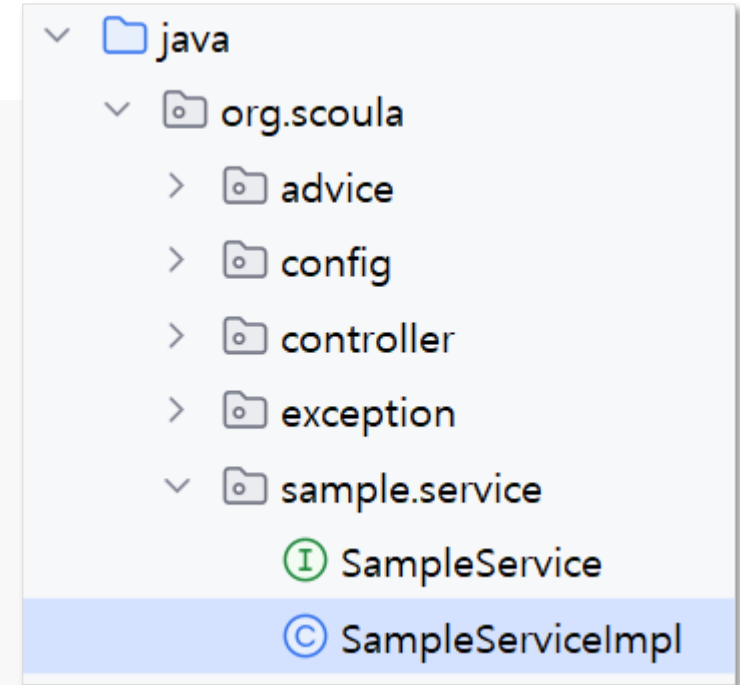 java
org.scoula
advice
config
controller
exception
sample.service
I SampleService
C SampleServiceImpl